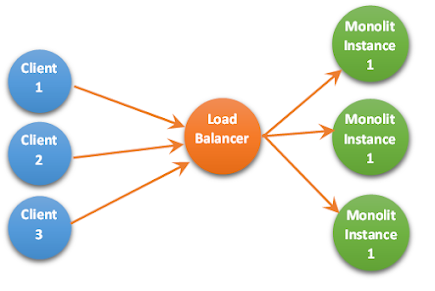 Client
1
Client
2
Client
3
Load
Balancer
Monolit
Instance
1
Monolit
Instance
1
Monolit
Instance
1